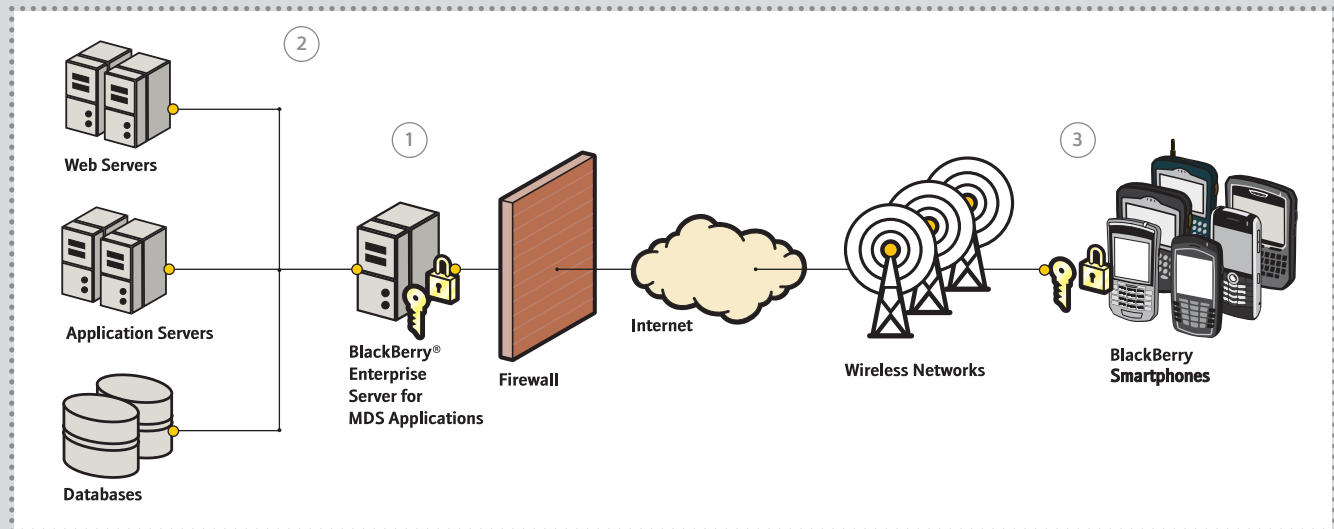 2
Web Servers
1
3
Application Servers
BlackBerry®
Enterprise
Server for
MDS Applications
Firewall
Internet
Wireless Networks
BlackBerry
Smartphones
Databases